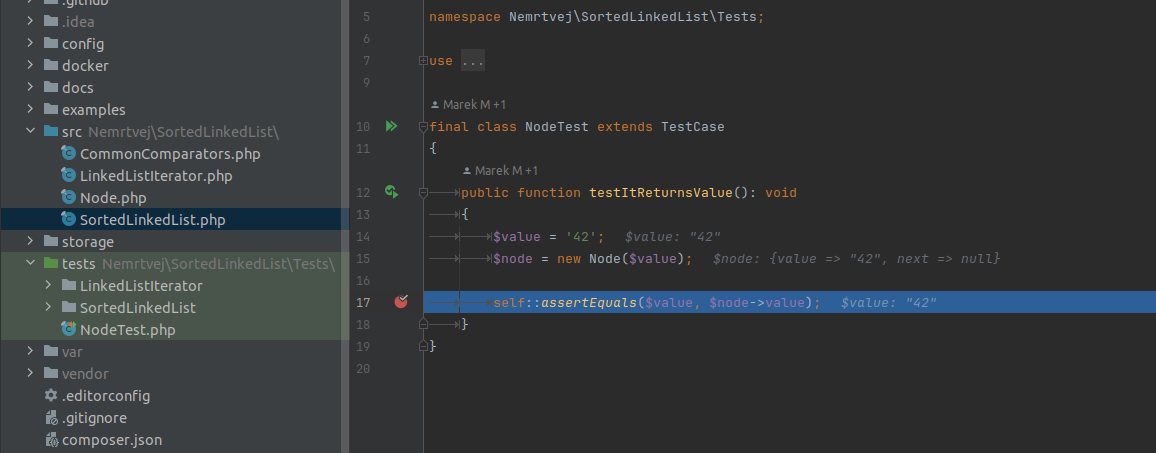 .github
.idea
config
docker
docs
examples
src Nemrtvej\SortedLinkedList\
CommonComparators.php
LinkedListIterator.php
Node.php
SortedLinkedList.php
storage
tests Nemrtvej\SortedLinkedList\Tests\
LinkedListIterator
SortedLinkedList
NodeTest.php
var
vendor
.editorconfig
.gitignore
composer.json
5 namespace Nemrtvej\SortedLinkedList\Tests;
6
7 use ...
9
Marek M +1
10 final class NodeTest extends TestCase
11 {
Marek M +1
12 public function testItReturnsValue(): void
13 {
14 $value = '42'; $value: "42"
15 $node = new Node($value); $node: {value => "42", next => null}
16
17 self::assertEquals($value, $node->value); $value: "42"
18 }
19 }
20